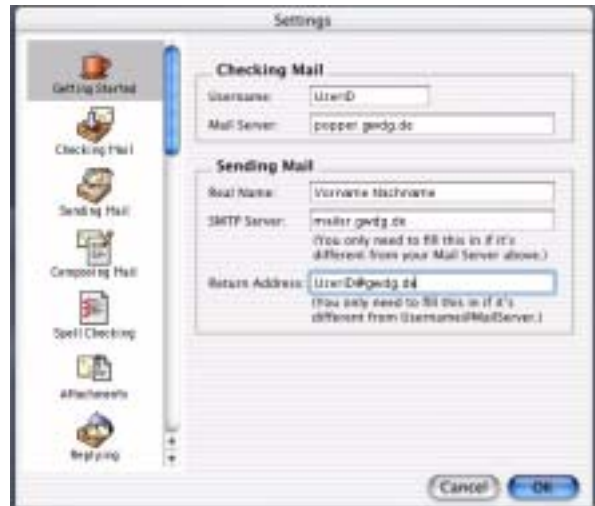 Settings
Getting Started
Checking Mail
Sending Mail
Composing Mail
Spell Checking
Attachments
Replying
Checking Mail
Username: UserID
Mail Server: popper.gwdg.de
Sending Mail
Real Name: Vorname Nachname
SMTP Server: mailer.gwdg.de
(You only need to fill this in if it's
different from your Mail Server above.)
Return Address: UserID@gwdg.de
(You only need to fill this in if it's
different from Username@MailServer.)
Cancel
OK